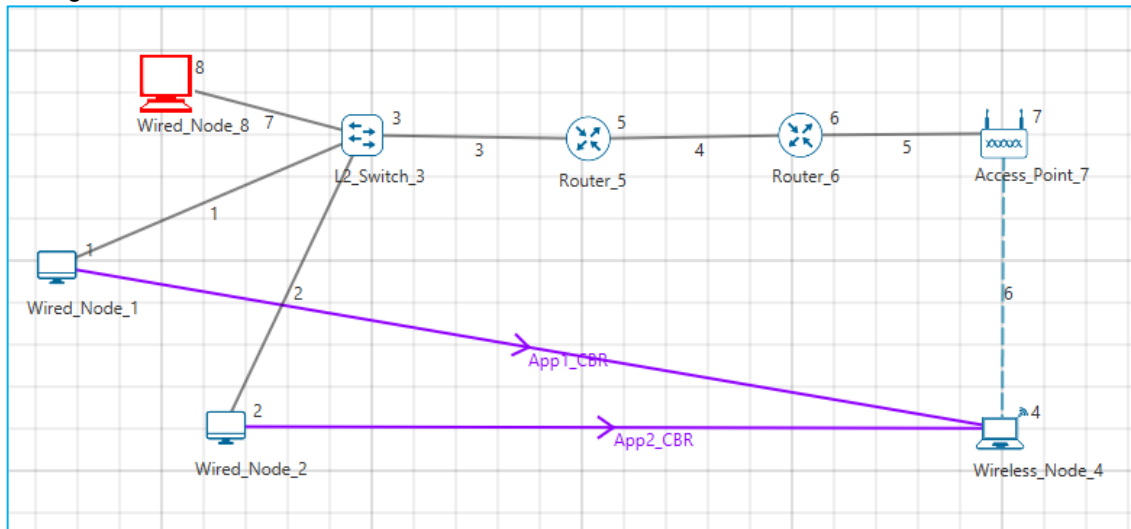 8
Wired_Node_8
7
3
L2_Switch_3
3
5
Router_5
4
6
Router_6
5
7
Access_Point_7
1
1
Wired_Node_1
2
App1_CBR
6
2
Wired_Node_2
App2_CBR
4
Wireless_Node_4